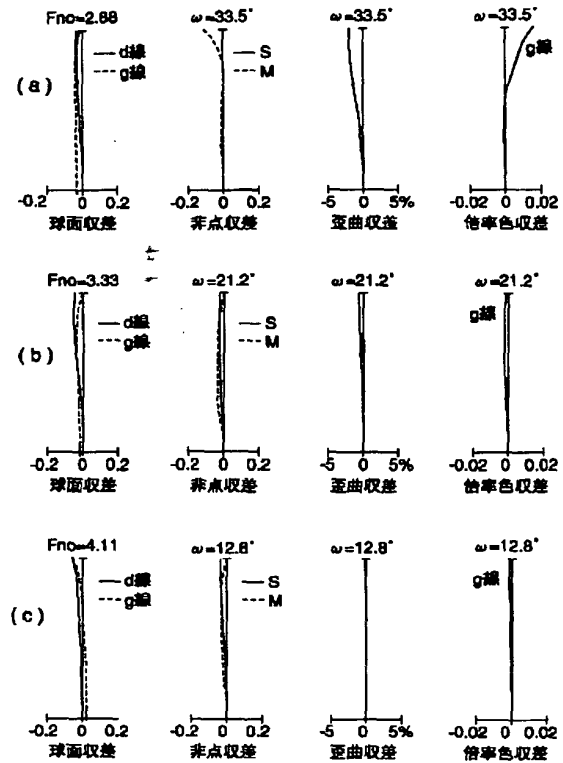 Fno=2.88 ω=33.5° ω=33.5° ω=33.5°
d線 S g線
g線 M
(a)
-0.2 0 0.2 -0.2 0 0.2 -5 0 5% -0.02 0 0.02
球面収差 非点収差 歪曲収差 倍率色収差
Fno=3.33 ω=21.2° ω=21.2° ω=21.2°
d線 S g線
g線 M
(b)
-0.2 0 0.2 -0.2 0 0.2 -5 0 5% -0.02 0 0.02
球面収差 非点収差 歪曲収差 倍率色収差
Fno=4.11 ω=12.8° ω=12.8° ω=12.8°
d線 S g線
g線 M
(c)
-0.2 0 0.2 -0.2 0 0.2 -5 0 5% -0.02 0 0.02
球面収差 非点収差 歪曲収差 倍率色収差